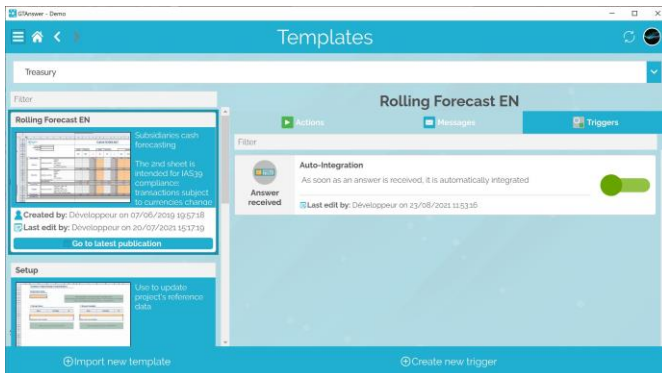 GTAnswer - Demo
Templates
Treasury
Filter
Rolling Forecast EN
Subsidiaries cash
forecasting
The 2nd sheet is
intended for IAS39
compliance:
transactions subject
to currencies change
Created by: Développeur on 07/06/2019 19:57:18
Last edit by: Développeur on 20/07/2021 15:17:19
Go to latest publication
Setup
Use to update
project's reference
data
Import new template
Rolling Forecast EN
Actions
Messages
Triggers
Filter
Answer
received
Auto-Integration
As soon as an answer is received, it is automatically integrated
Last edit by: Développeur on 23/08/2021 11:53:16
Create new trigger